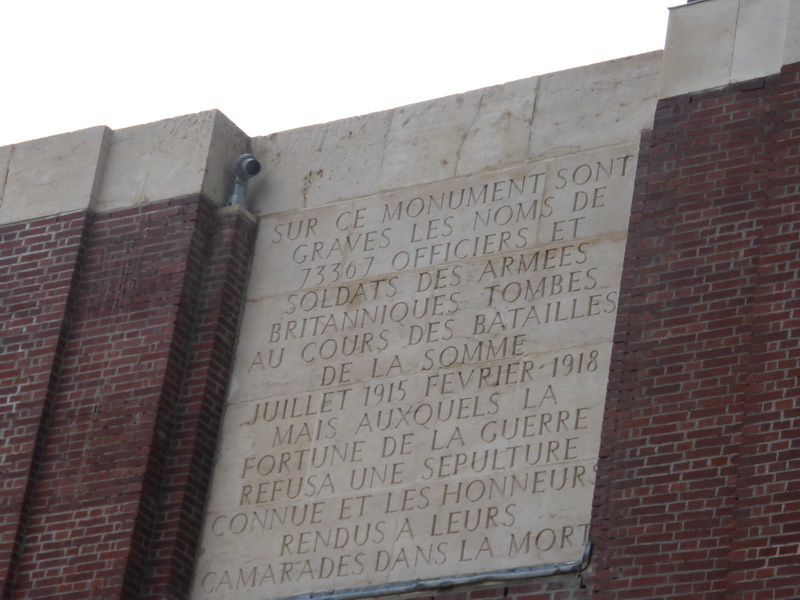 SUR CE MONUMENT SONT
GRAVES LES NOMS DE
73367 OFFICIERS ET
SOLDATS DES ARMEES
BRITANNIQUES TOMBES
AU COURS DES BATAILLES
DE LA SOMME
JUILLET 1915 FEVRIER·1918
MAIS AUXQUELS LA
FORTUNE DE LA GUERRE
REFUSA UNE SEPULTURE
CONNUE ET LES HONNEURS
RENDUS A LEURS
CAMARADES DANS LA MORT